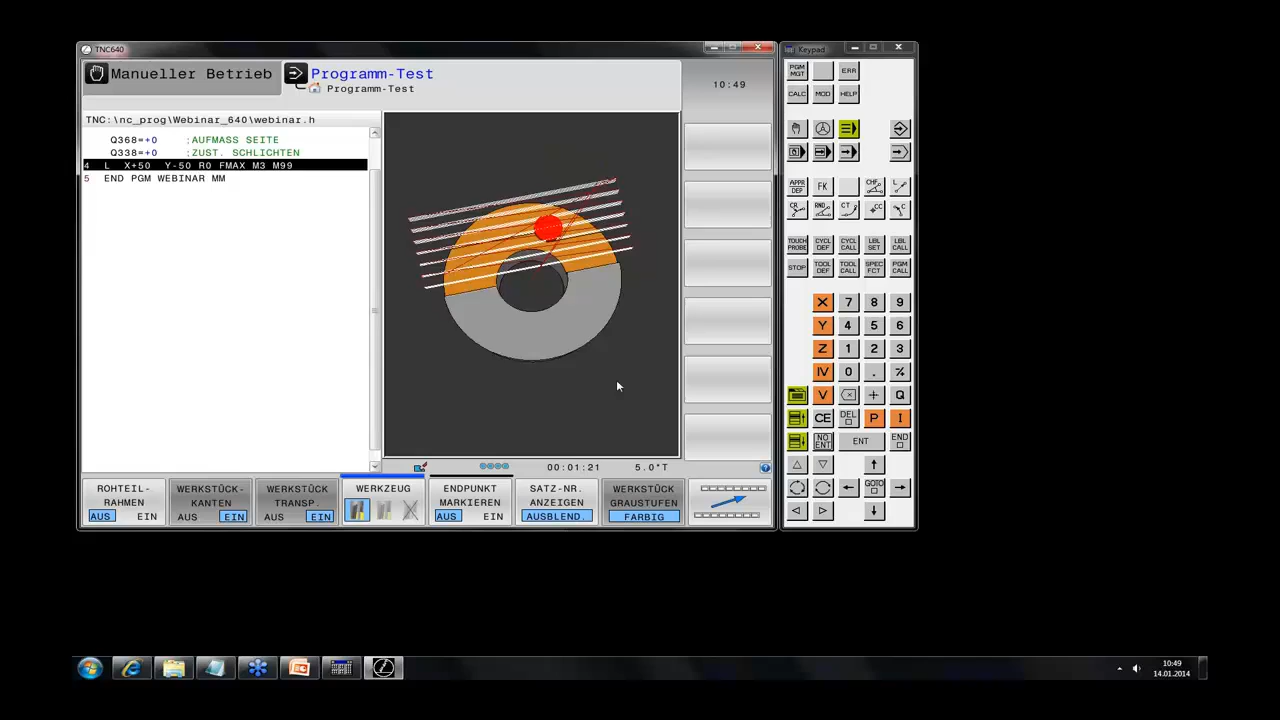 TNC640
Manueller Betrieb
Programm-Test
Programm-Test
10:49
TNC:\nc_prog\Webinar_640\webinar.h
Q368=+0 ;AUFMASS SEITE
Q338=+0 ;ZUST. SCHLICHTEN
4 L X+50 Y-50 R0 FMAX M3 M99
5 END PGM WEBINAR MM
00:01:21 5.0°T
ROHTEIL-
RAHMEN
AUS EIN
WERKSTÜCK-
KANTEN
AUS EIN
WERKSTÜCK
TRANSP.
AUS EIN
WERKZEUG
ENDPUNKT
MARKIEREN
AUS EIN
SATZ-NR.
ANZEIGEN
AUSBLEND.
WERKSTÜCK
GRAUSTUFEN
FARBIG
Keypad
PGM MGT ERR
CALC MOD HELP
APPR DEP FK CHF L
CR RND CT CC C
TOUCH PROBE CYCL DEF CYCL CALL LBL SET LBL CALL
STOP TOOL DEF TOOL CALL SPEC FCT PGM CALL
X 7 8 9
Y 4 5 6
Z 1 2 3
IV 0 .
V + Q
CE DEL P I
NO ENT ENT END
GOTO
10:49
14.01.2014